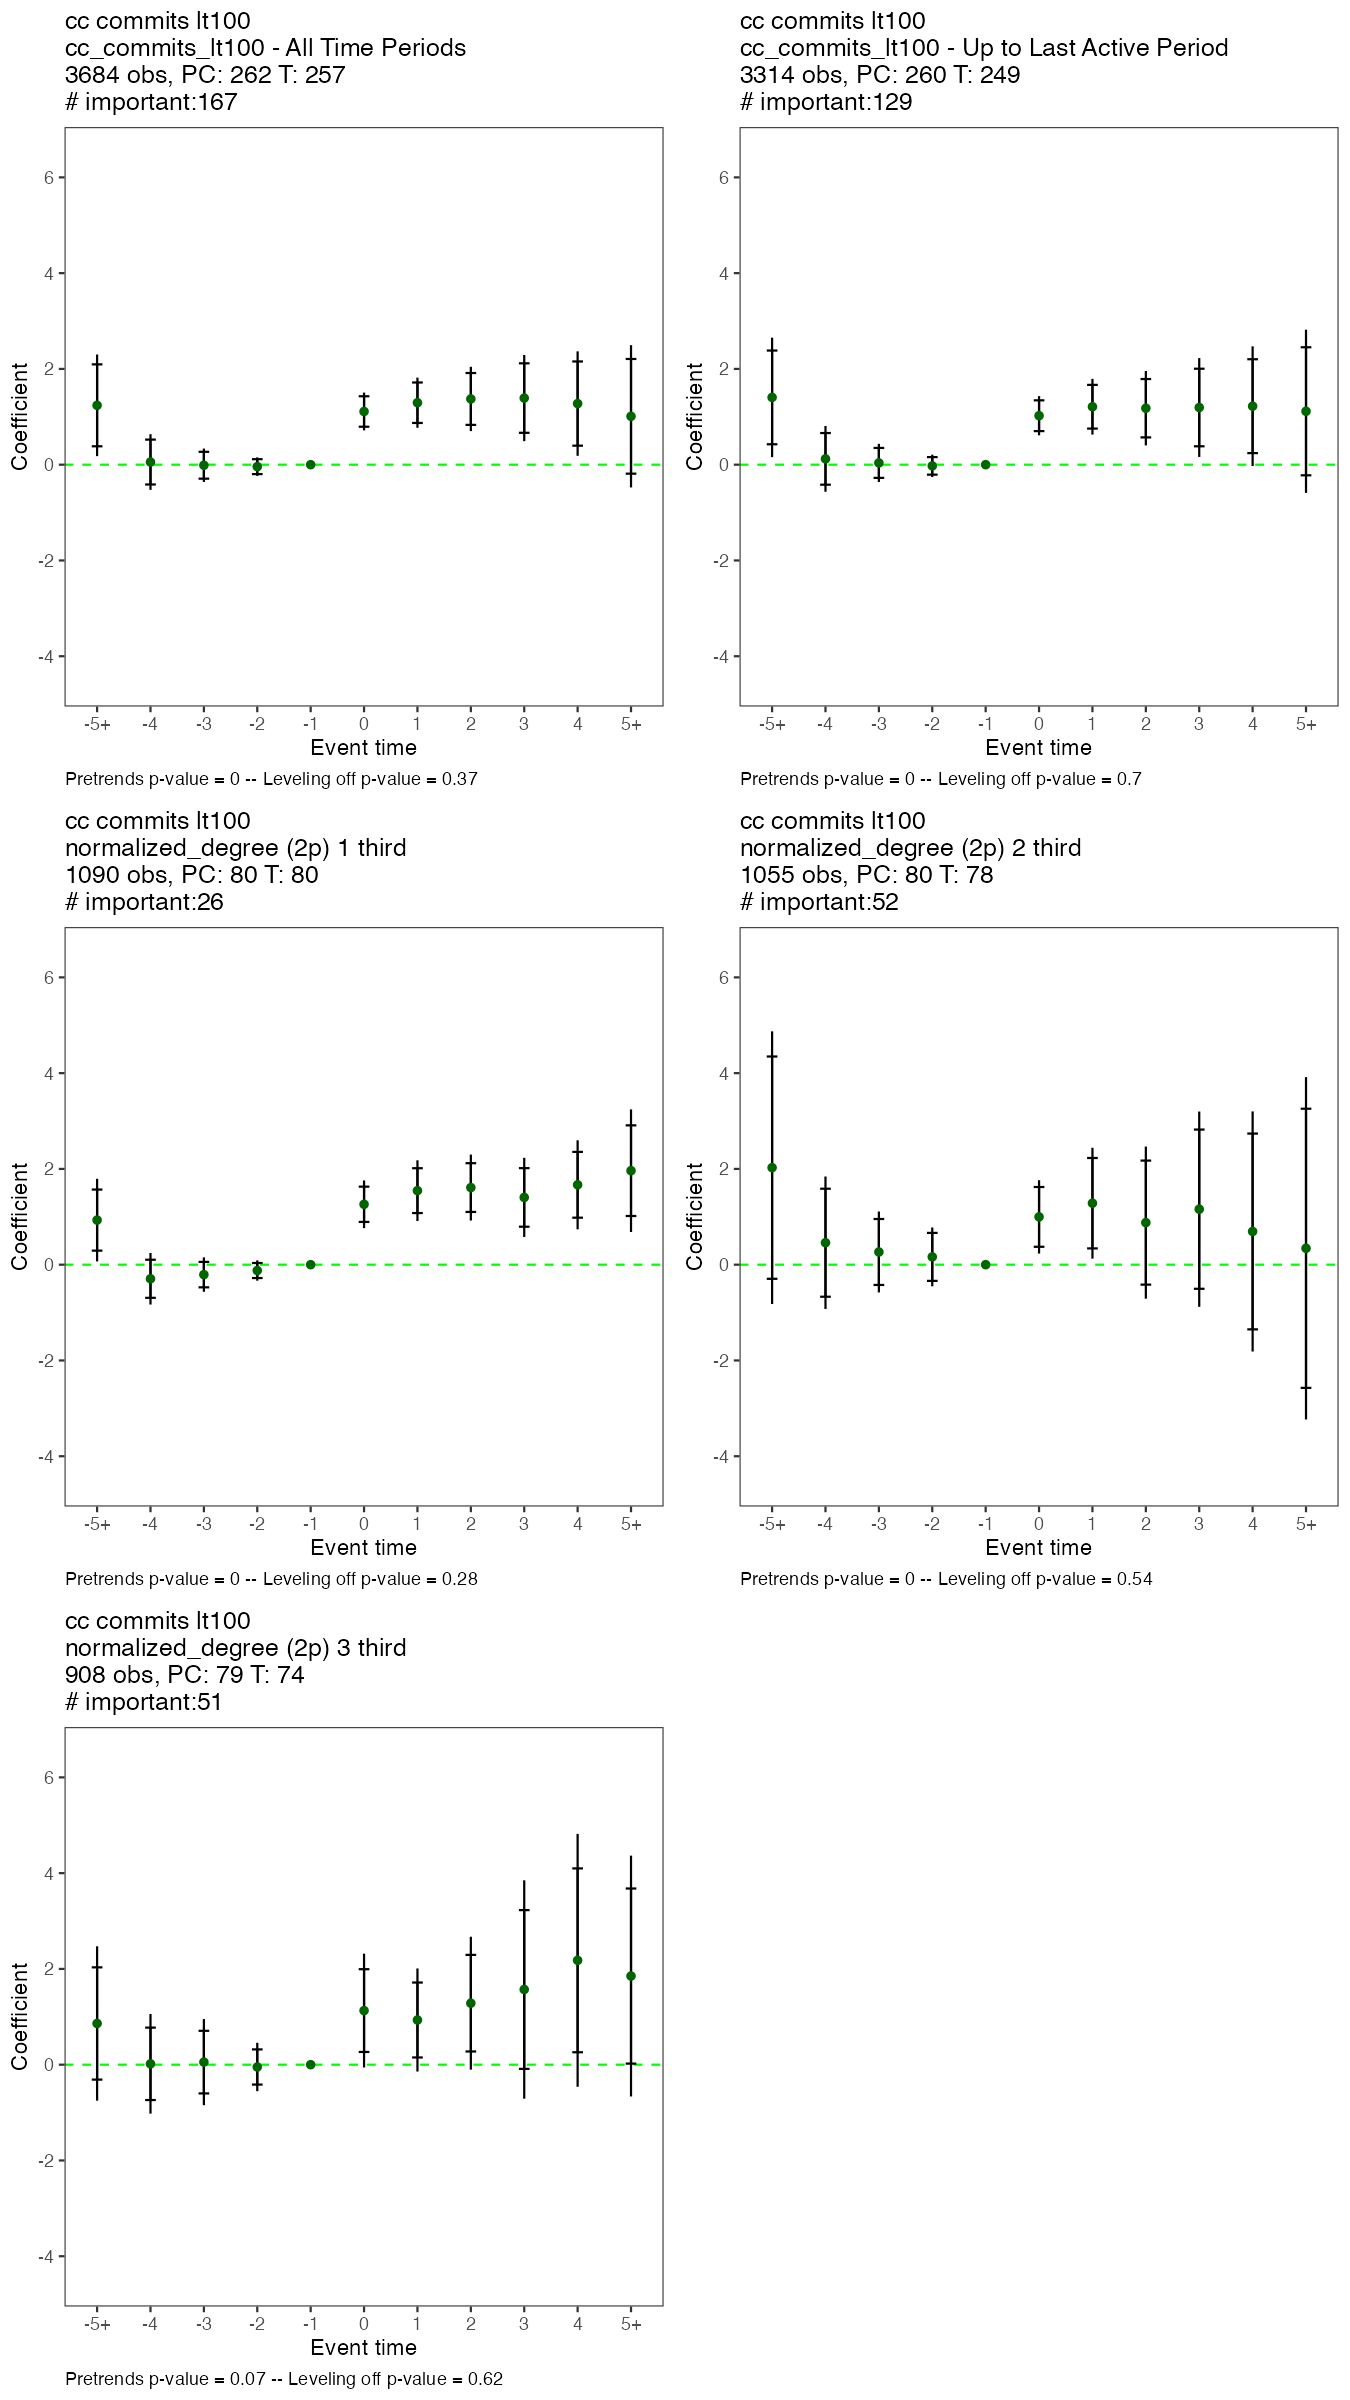 cc commits lt100
cc_commits_lt100 - All Time Periods
3684 obs, PC: 262 T: 257
# important:167
Coefficient
6
4
2
0
-2
-4
-5+ -4 -3 -2 -1 0 1 2 3 4 5+
Event time
Pretrends p-value = 0 -- Leveling off p-value = 0.37
cc commits lt100
cc_commits_lt100 - Up to Last Active Period
3314 obs, PC: 260 T: 249
# important:129
Coefficient
6
4
2
0
-2
-4
-5+ -4 -3 -2 -1 0 1 2 3 4 5+
Event time
Pretrends p-value = 0 -- Leveling off p-value = 0.7
cc commits lt100
normalized_degree (2p) 1 third
1090 obs, PC: 80 T: 80
# important:26
Coefficient
6
4
2
0
-2
-4
-5+ -4 -3 -2 -1 0 1 2 3 4 5+
Event time
Pretrends p-value = 0 -- Leveling off p-value = 0.28
cc commits lt100
normalized_degree (2p) 2 third
1055 obs, PC: 80 T: 78
# important:52
Coefficient
6
4
2
0
-2
-4
-5+ -4 -3 -2 -1 0 1 2 3 4 5+
Event time
Pretrends p-value = 0 -- Leveling off p-value = 0.54
cc commits lt100
normalized_degree (2p) 3 third
908 obs, PC: 79 T: 74
# important:51
Coefficient
6
4
2
0
-2
-4
-5+ -4 -3 -2 -1 0 1 2 3 4 5+
Event time
Pretrends p-value = 0.07 -- Leveling off p-value = 0.62